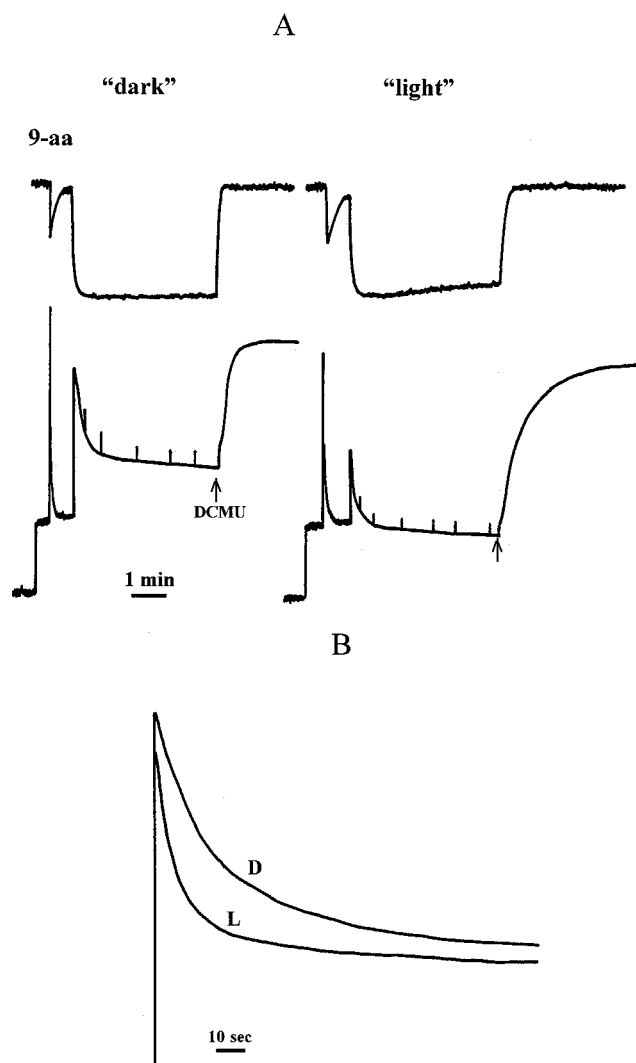 A
“dark” “light”
9-aa
DCMU
1 min
B
D
L
10 sec